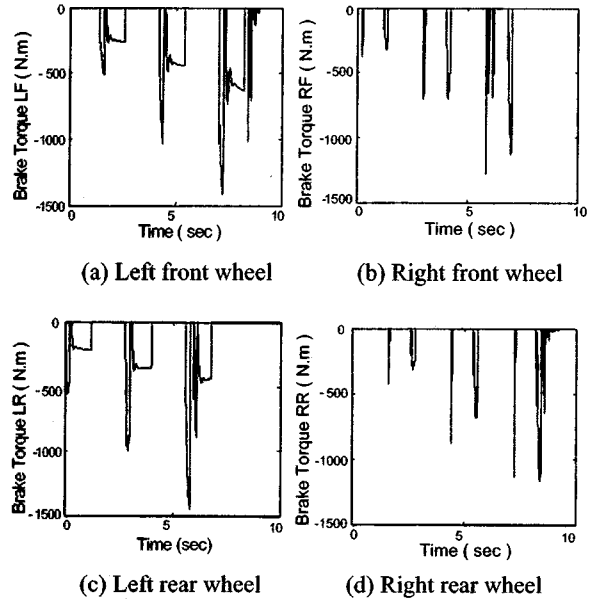 Brake Torque LF ( N.m )
0
-500
-1000
-1500
0
5
10
Time ( sec )
(a) Left front wheel
Brake Torque RF ( N.m )
0
-500
-1000
-1500
0
5
10
Time ( sec )
(b) Right front wheel
Brake Torque LR ( N.m )
0
-500
-1000
-1500
0
5
10
Time (sec)
(c) Left rear wheel
Brake Torque RR ( N.m )
0
-500
-1000
-1500
0
5
10
Time ( sec )
(d) Right rear wheel